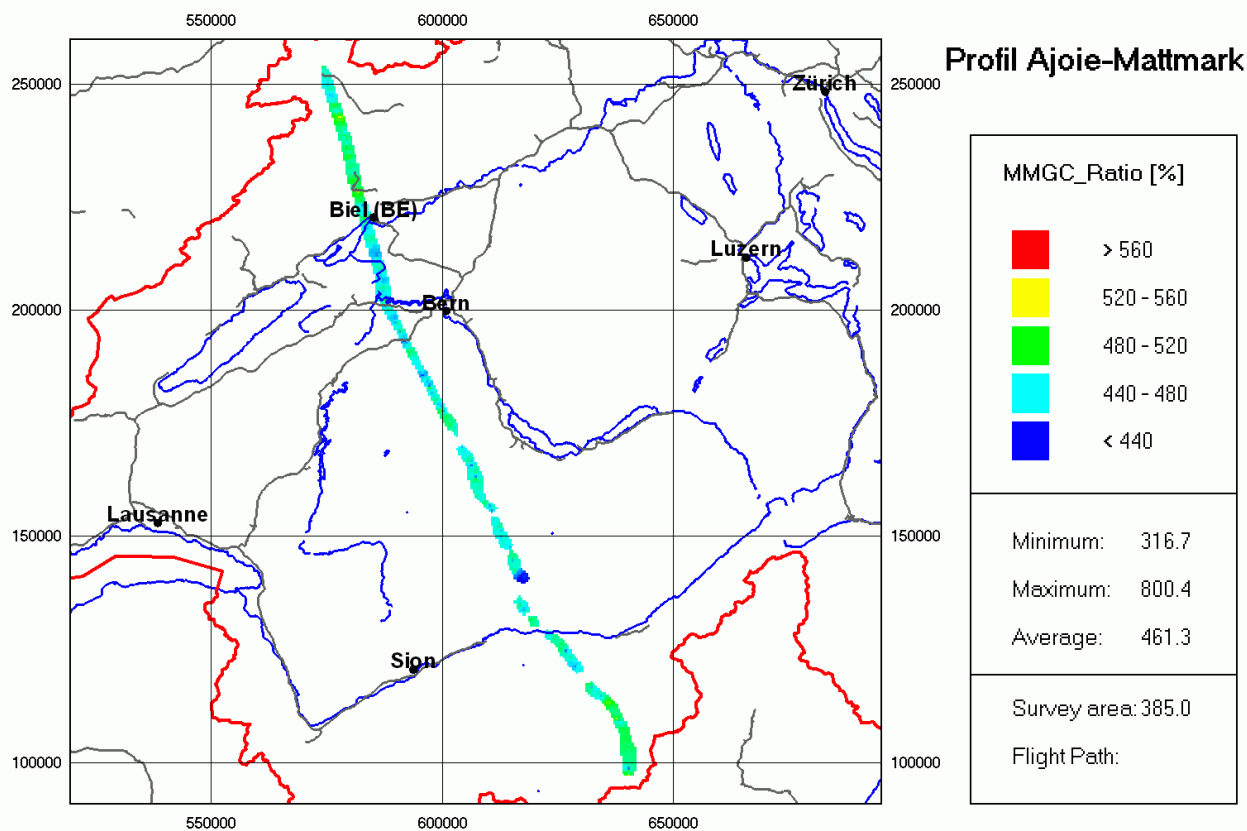 550000 600000 650000
Profil Ajoie-Mattmark
250000 250000
Zürich
MMGC_Ratio [%]
Biel (BE)
Luzern
> 560
520 - 560
Bern
200000 200000
480 - 520
440 - 480
< 440
Lausanne
150000 150000
Minimum: 316.7
Maximum: 800.4
Average: 461.3
Sion
Survey area: 385.0
Flight Path:
100000 100000
550000 600000 650000